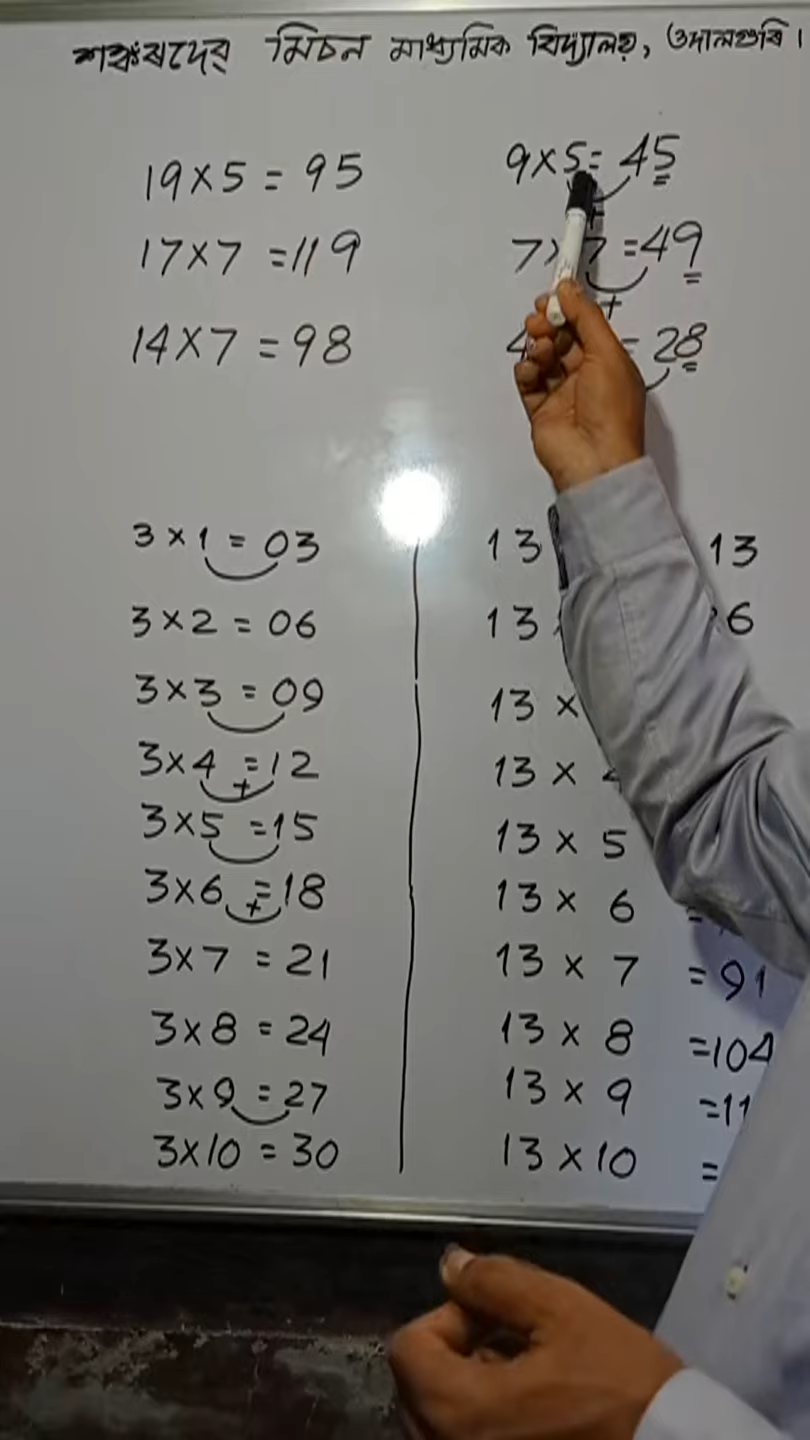 শঙ্কৰদেৱ মিচন মাধ্যমিক বিদ্যালয়, ওদালগুৰি।
19 × 5 = 95
17 × 7 = 119
14 × 7 = 98
9 × 5 = 45
+
7 × 7 = 49
+
4 = 28
3 × 1 = 03
3 × 2 = 06
3 × 3 = 09
3 × 4 = 12
+
3 × 5 = 15
3 × 6 = 18
+
3 × 7 = 21
3 × 8 = 24
3 × 9 = 27
3 × 10 = 30
13 13
13 6
13 ×
13 ×
13 × 5
13 × 6 =
13 × 7 = 91
13 × 8 = 104
13 × 9 = 11
13 × 10 =